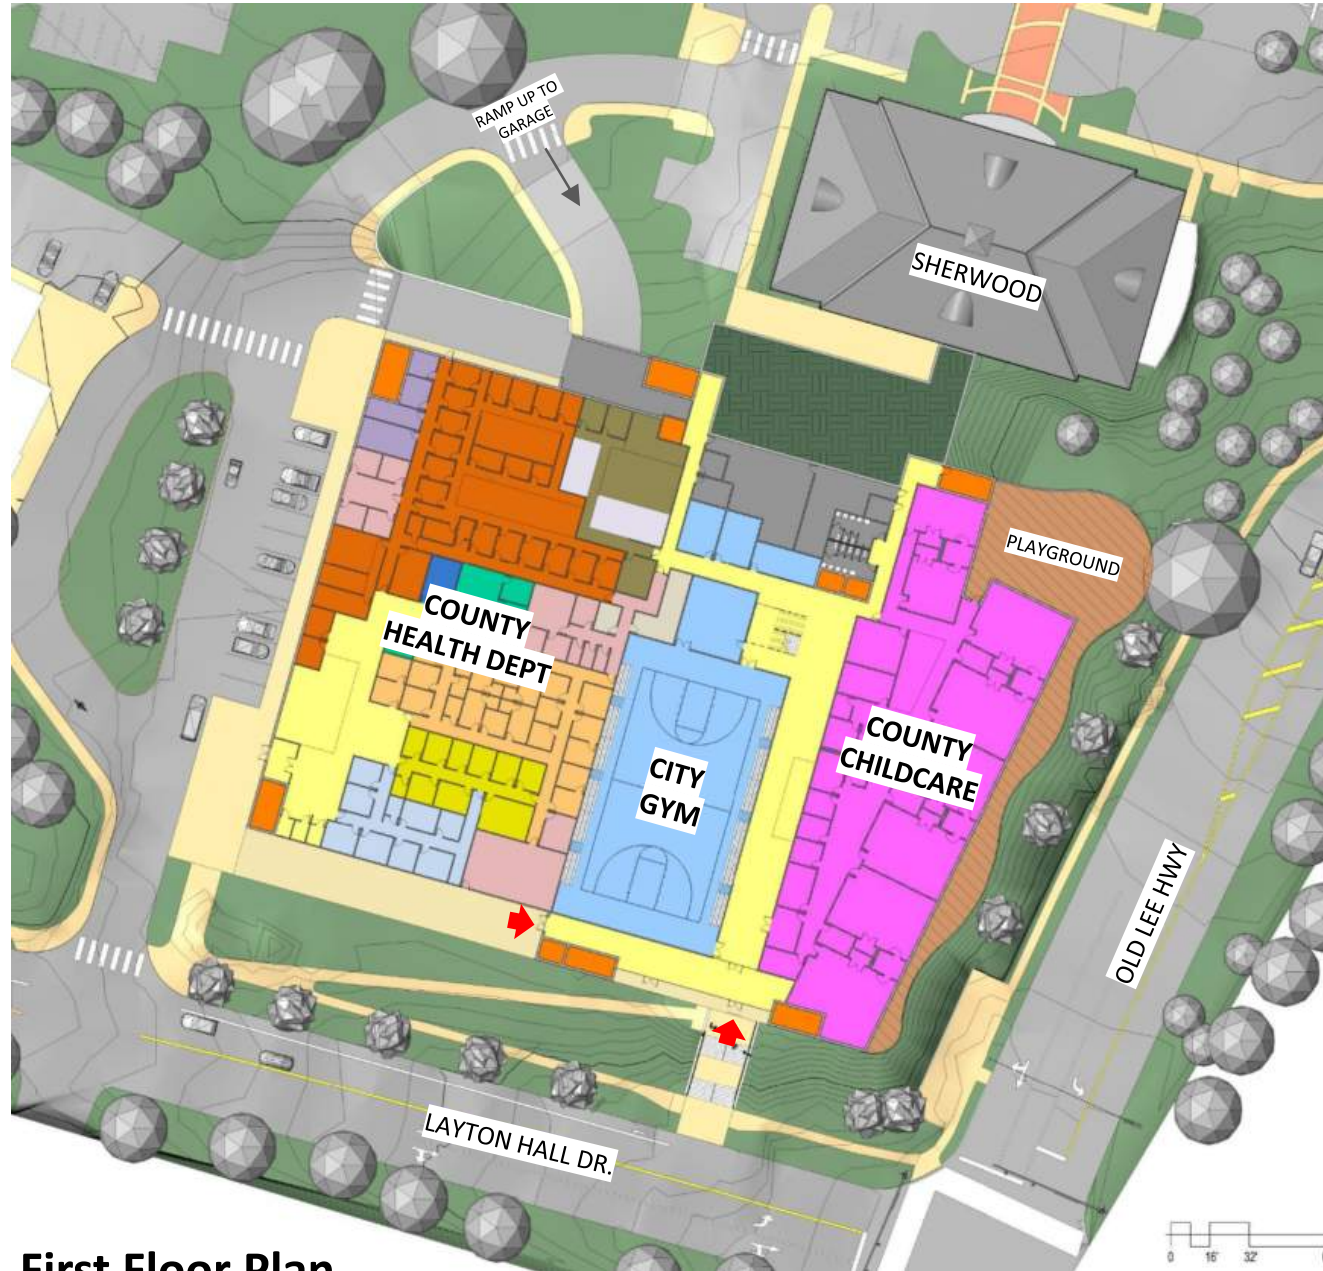 RAMP UP TO
GARAGE
SHERWOOD
PLAYGROUND
COUNTY
HEALTH DEPT
COUNTY
CHILDCARE
CITY
GYM
OLD LEE HWY
LAYTON HALL DR.
First Floor Plan
0 16' 32'